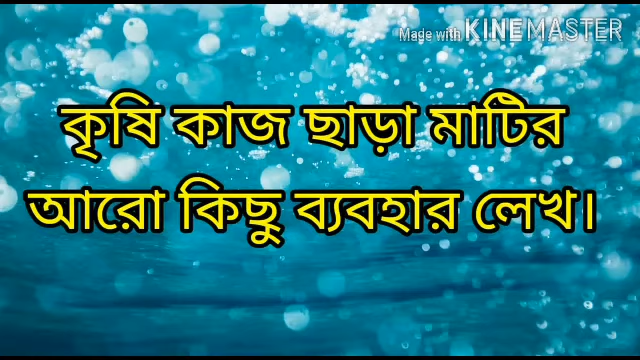 Made with KINEMASTER
কৃষি কাজ ছাড়া মাটির
আরো কিছু ব্যবহার লেখ।